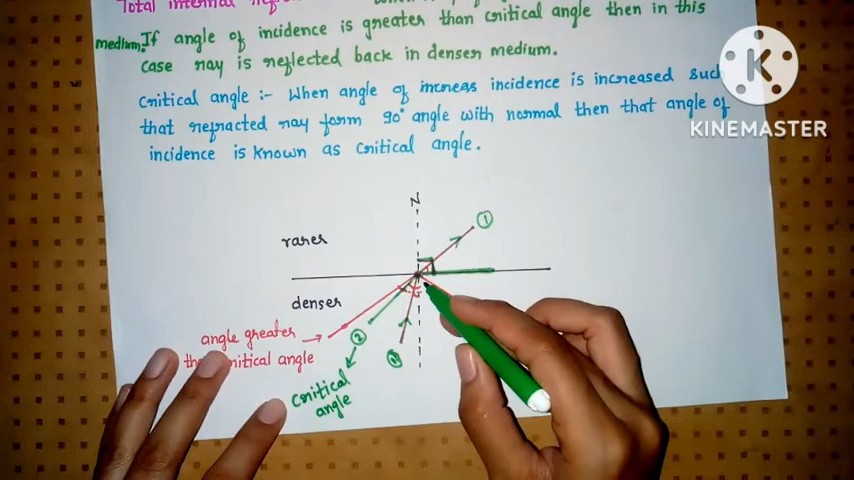 Total internal
medium. If angle of incidence is greater than critical angle then in this
case ray is reflected back in denser medium.
critical angle :- When angle of increas incidence is increased such
that refracted ray form 90° angle with normal then that angle of
incidence is known as critical angle.
K
KINEMASTER
N
1
rarer
denser
angle greater
critical angle
2
critical
angle